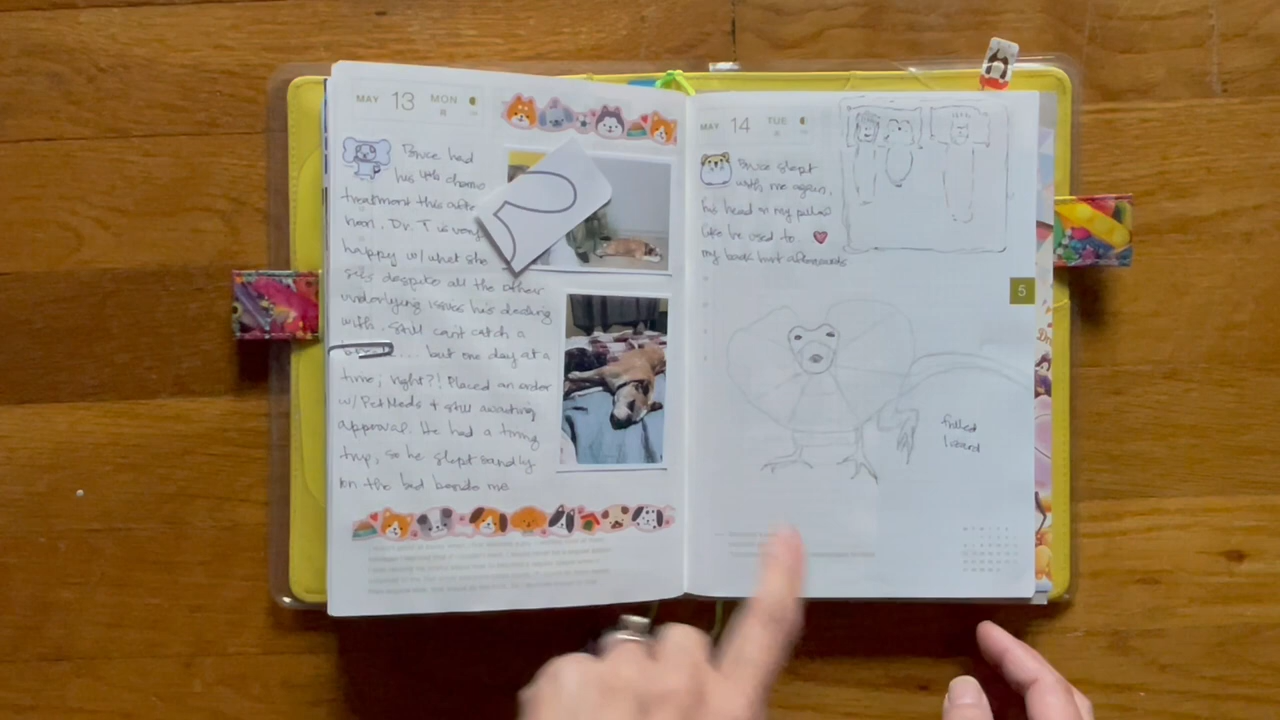 MAY 13 MON
Bruce had
his 4th chemo
treatment this after
noon. Dr. T is very
happy w/ what she
sees despite all the other
underlying issues he's dealing
with. Still can't catch a
.... but one day at a
time, right?! Placed an order
w/ PetMeds & still awaiting
approval. He had a tiring
trip, so he slept soundly
on the bed beside me
MAY 14 TUE
Bruce slept
with me again,
his head on my pillow
like he used to.
my back hurt afterwards
5
frilled
lizard